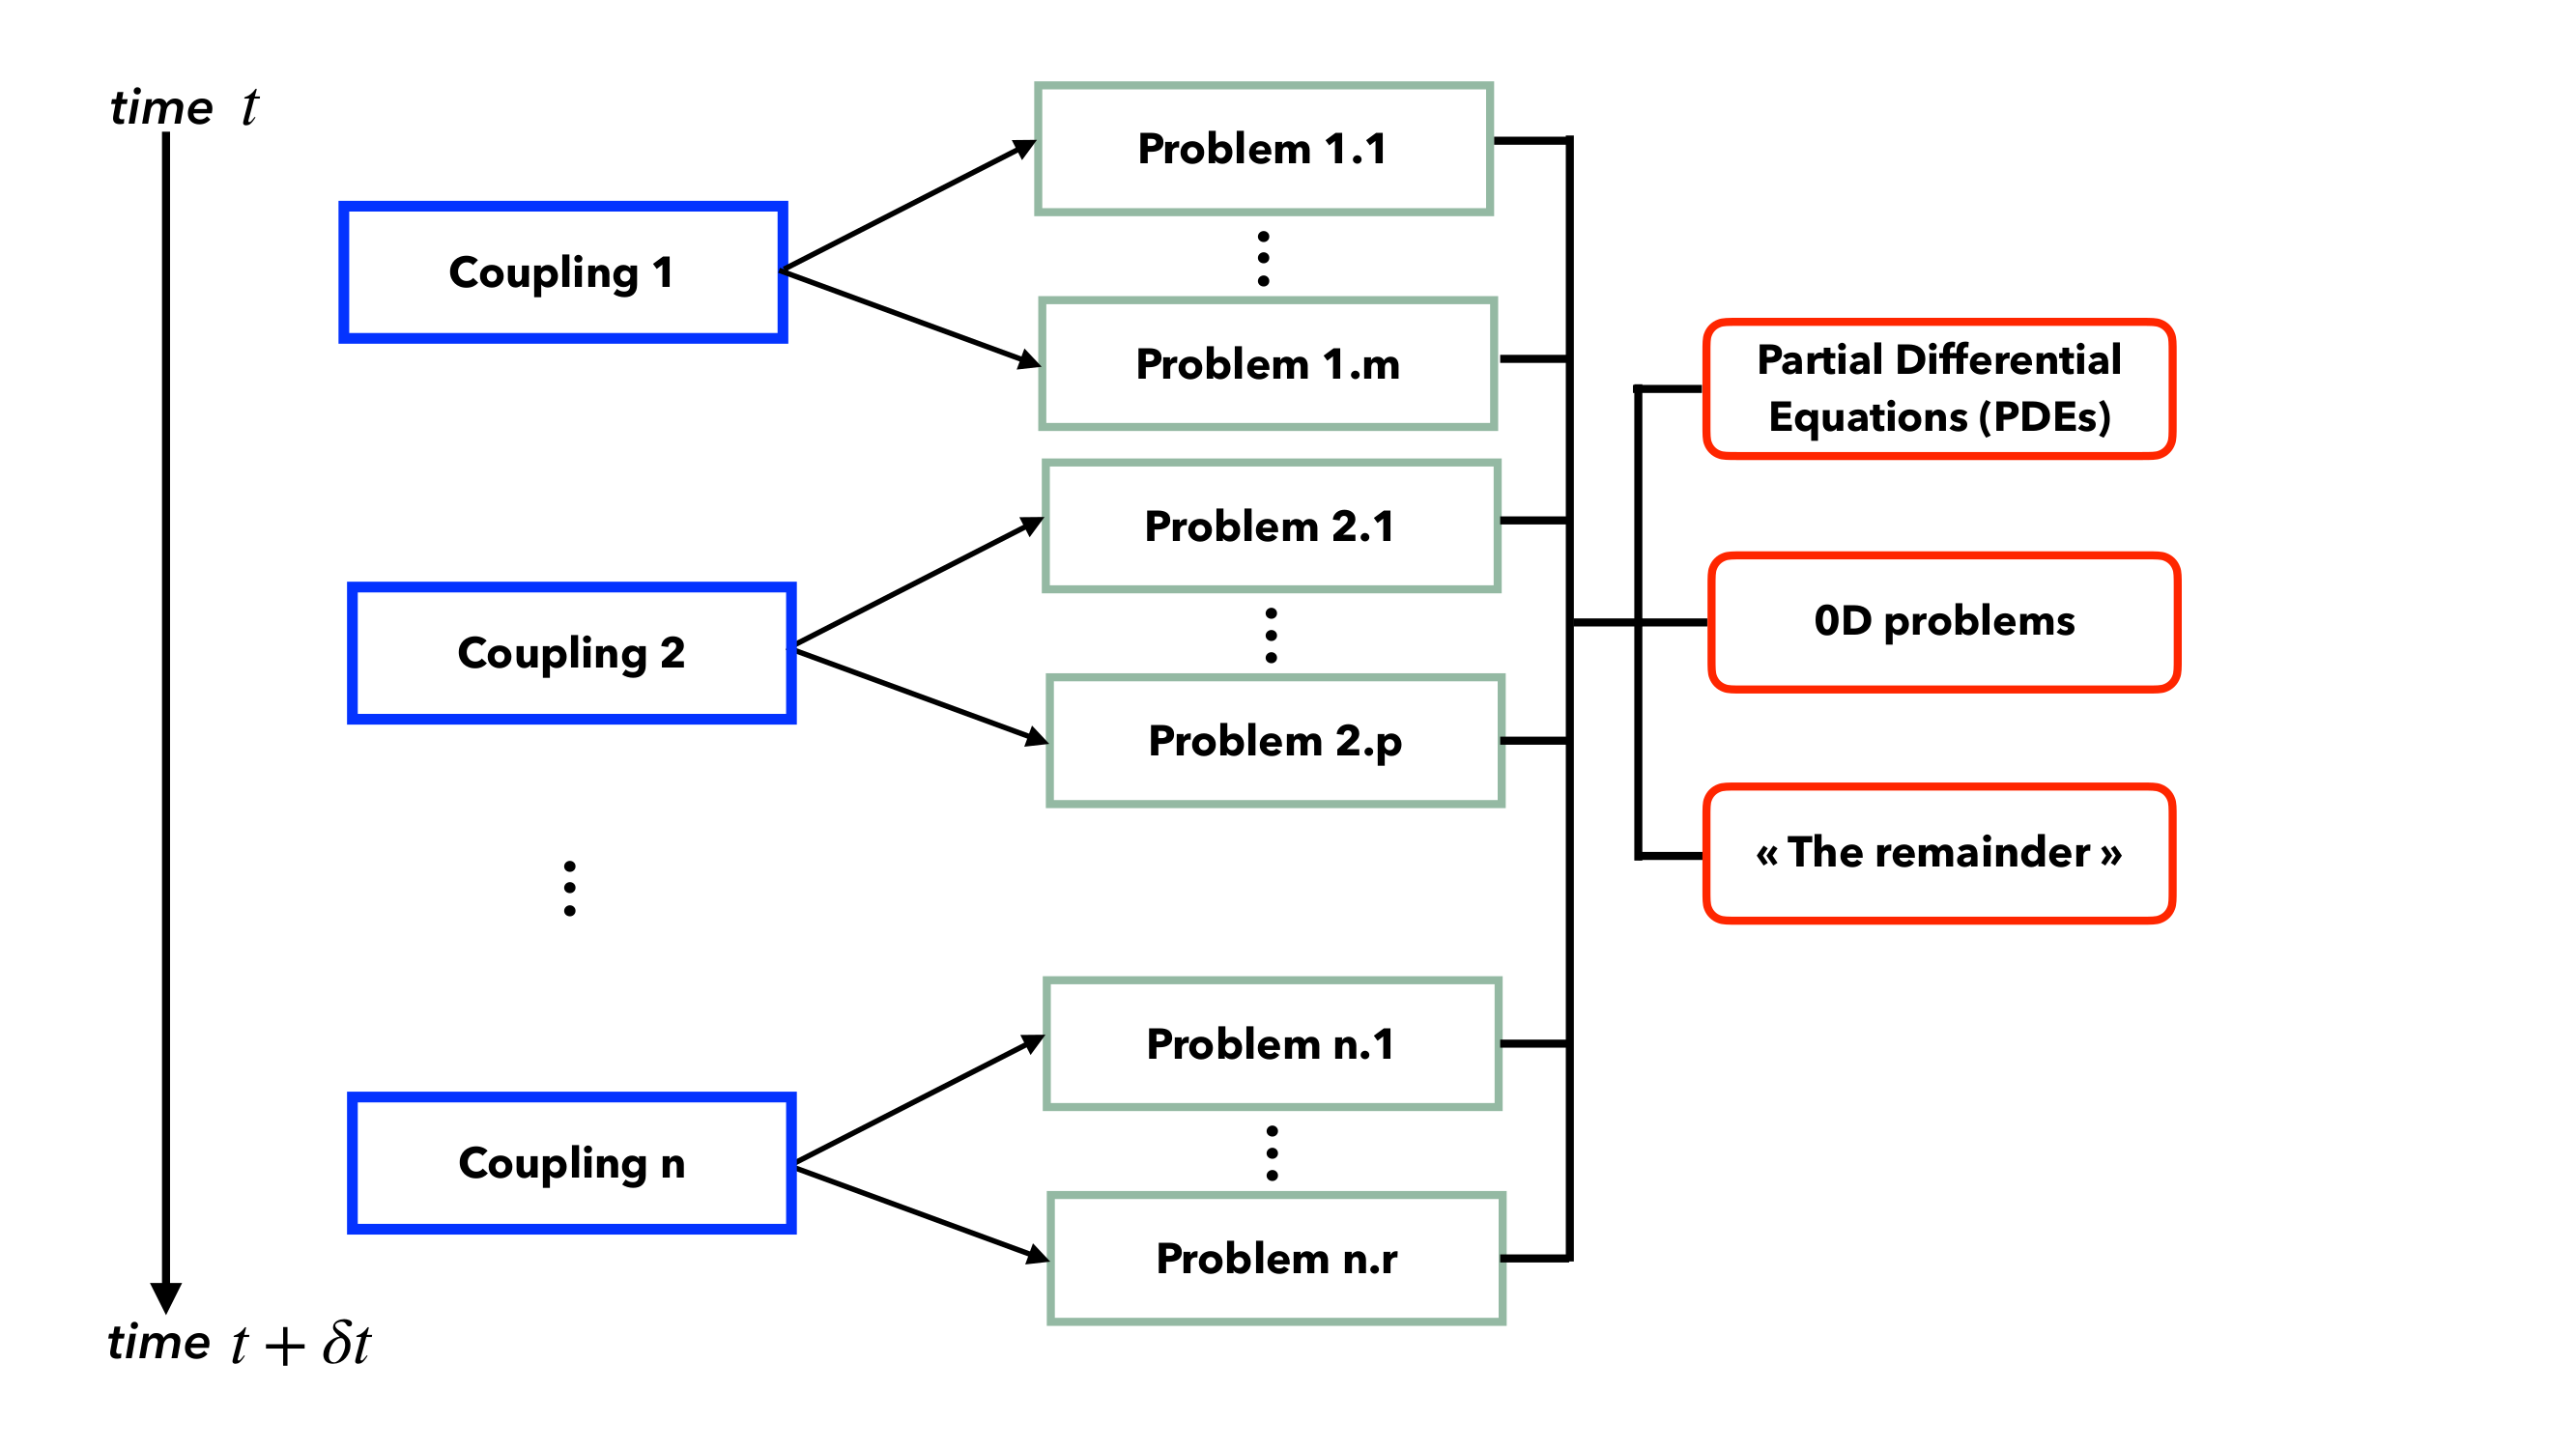 time t
Coupling 1
Problem 1.1
Problem 1.m
Coupling 2
Problem 2.1
Problem 2.p
Coupling n
Problem n.1
Problem n.r
Partial Differential
Equations (PDEs)
0D problems
« The remainder »
time t + δt